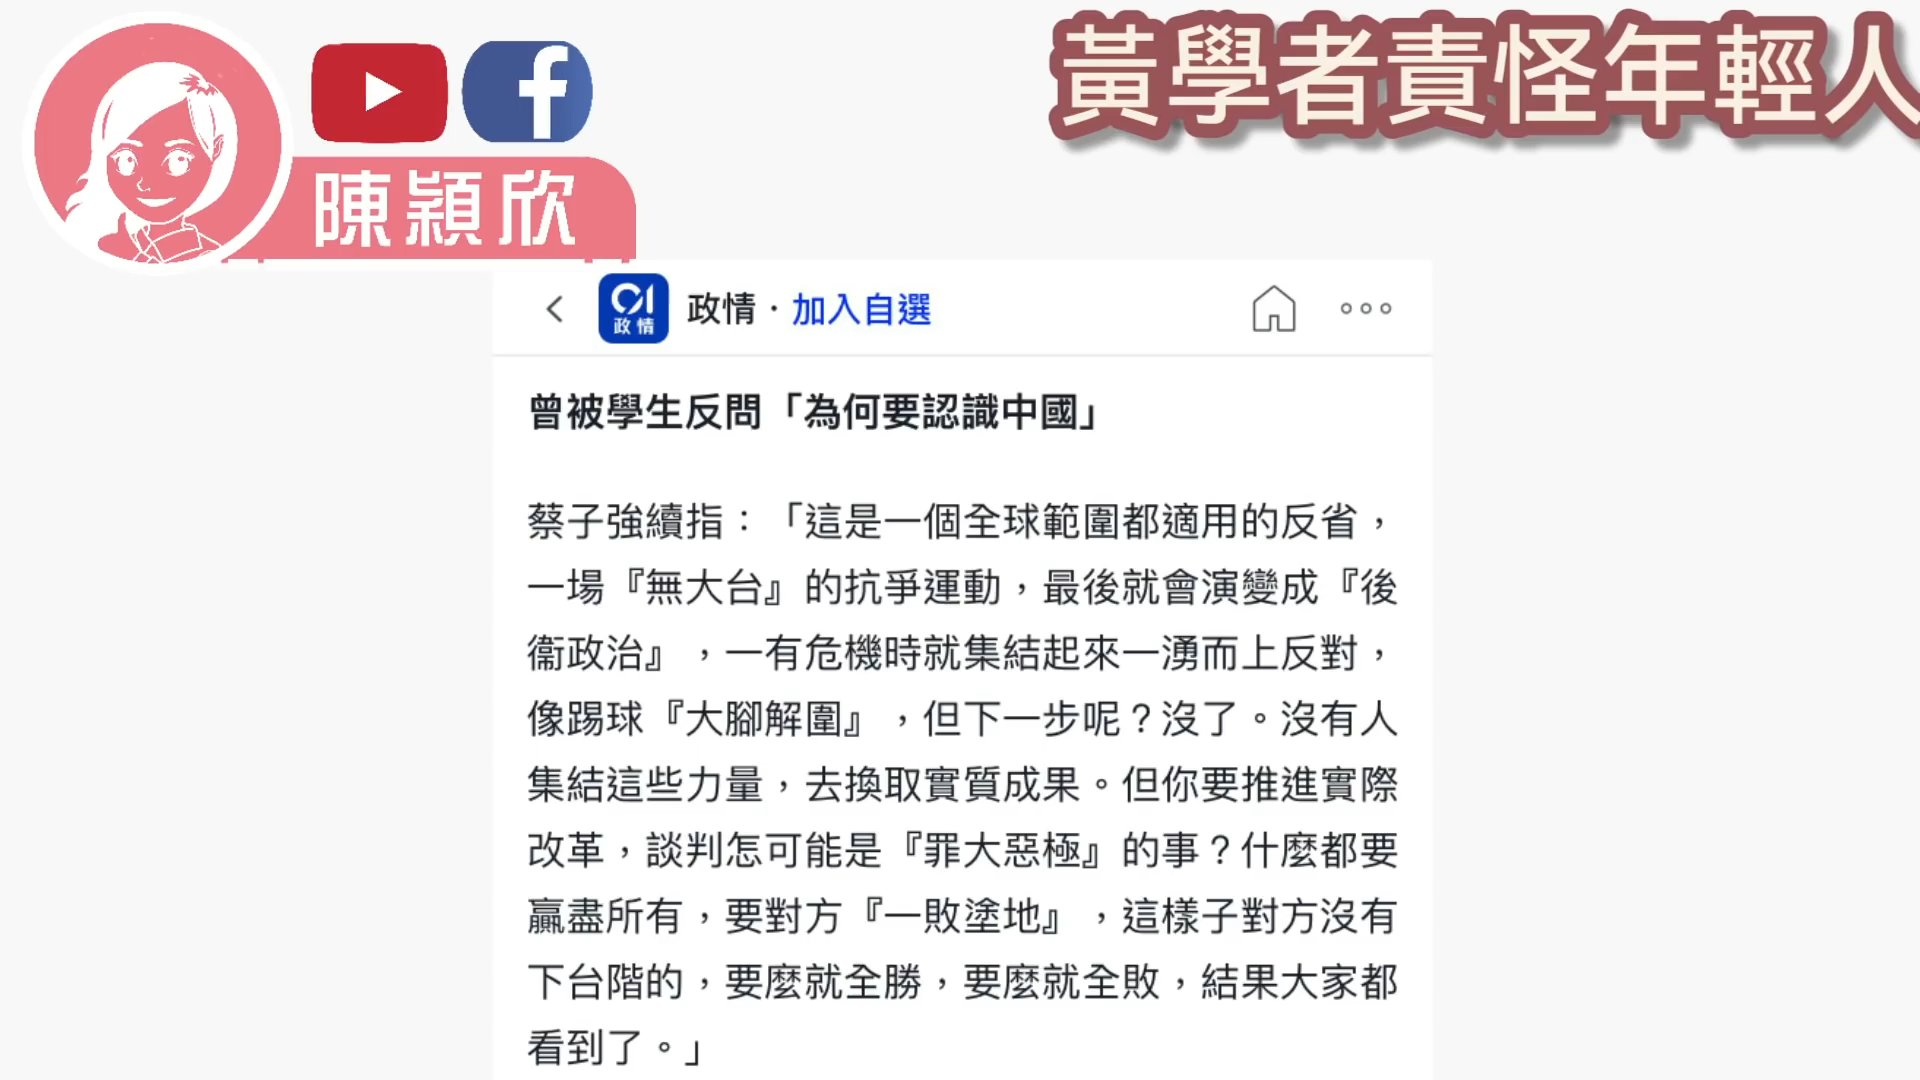 黃學者責怪年輕人
陳穎欣
01
政情
政情·加入自選
曾被學生反問「為何要認識中國」
蔡子強續指：「這是一個全球範圍都適用的反省，
一場『無大台』的抗爭運動，最後就會演變成『後
衞政治』，一有危機時就集結起來一湧而上反對，
像踢球『大腳解圍』，但下一步呢？沒了。沒有人
集結這些力量，去換取實質成果。但你要推進實際
改革，談判怎可能是『罪大惡極』的事？什麼都要
贏盡所有，要對方『一敗塗地』，這樣子對方沒有
下台階的，要麼就全勝，要麼就全敗，結果大家都
看到了。」